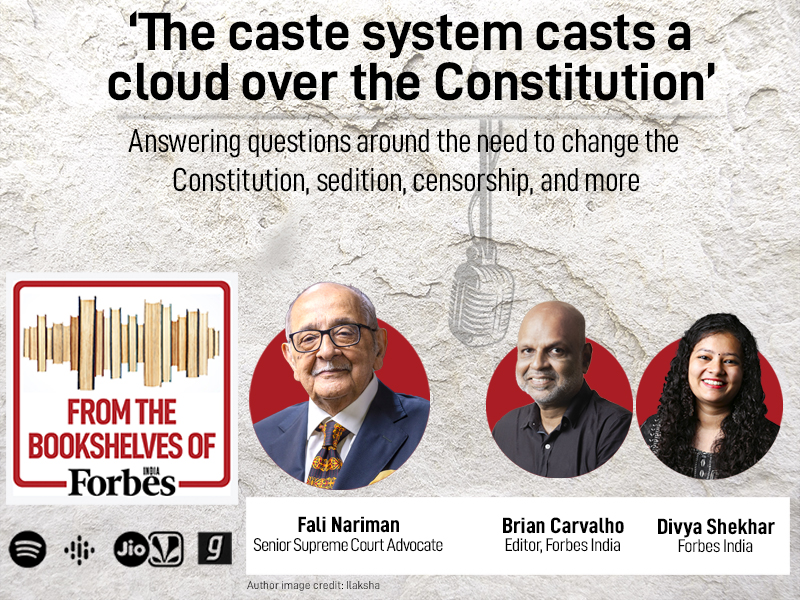 ‘The caste system casts a
cloud over the Constitution’
Answering questions around the need to change the
Constitution, sedition, censorship, and more
FROM THE
BOOKSHELVES OF
INDIA
Forbes
Fali Nariman
Senior Supreme Court Advocate
Brian Carvalho
Editor, Forbes India
Divya Shekhar
Forbes India
Jio
Author image credit: Ilaksha